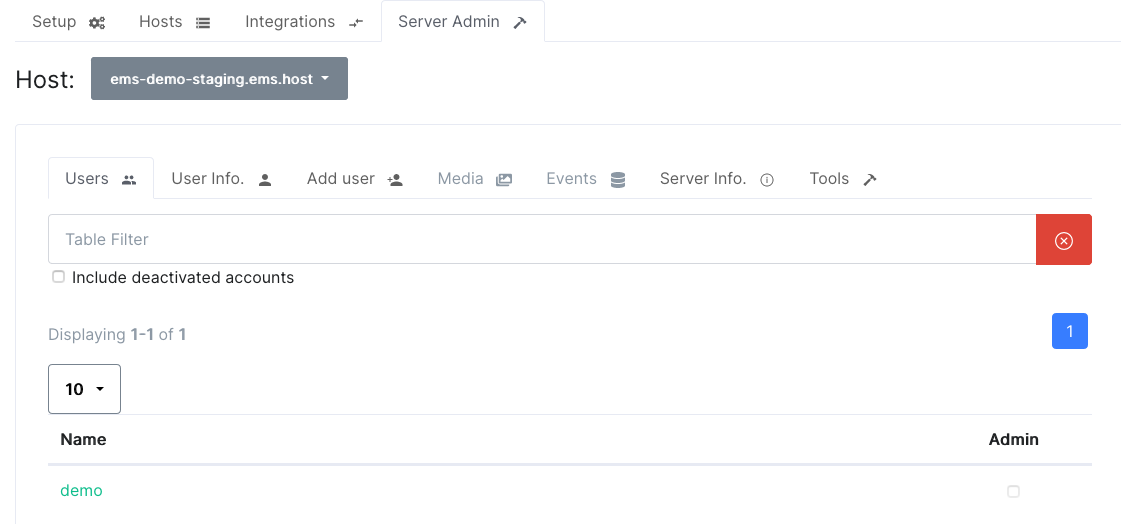 Setup Hosts Integrations Server Admin
Host: ems-demo-staging.ems.host
Users User Info. Add user Media Events Server Info. Tools
Table Filter
Include deactivated accounts
Displaying 1-1 of 1 1
10
Name Admin
demo